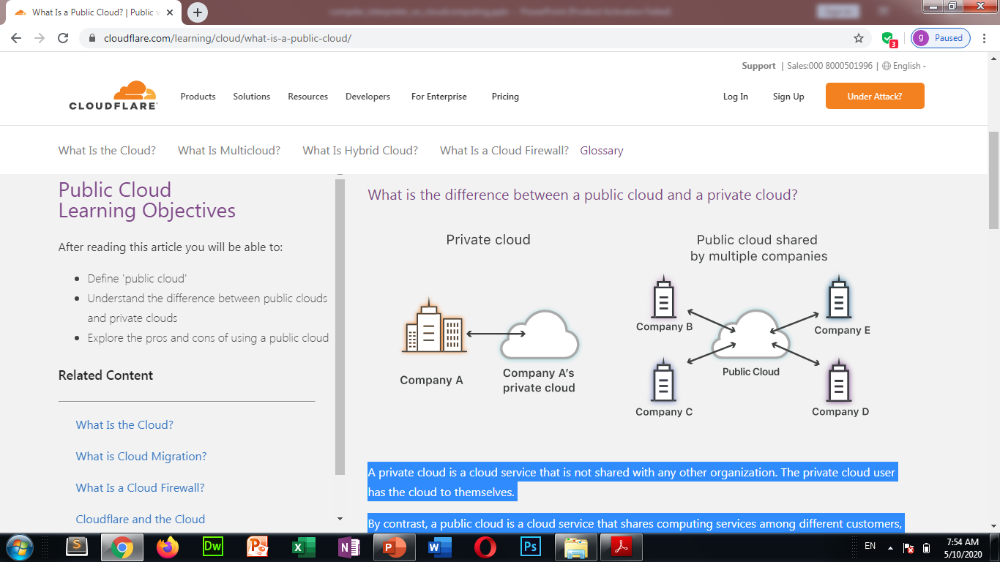 What Is a Public Cloud? | Public v
cloudflare.com/learning/cloud/what-is-a-public-cloud/
3
g Paused
Support | Sales:000 8000501996 | English
CLOUDFLARE
Products Solutions Resources Developers For Enterprise Pricing Log In Sign Up Under Attack?
What Is the Cloud? What Is Multicloud? What Is Hybrid Cloud? What Is a Cloud Firewall? Glossary
Public Cloud
Learning Objectives
After reading this article you will be able to:
Define 'public cloud'
Understand the difference between public clouds
and private clouds
Explore the pros and cons of using a public cloud
Related Content
What Is the Cloud?
What is Cloud Migration?
What Is a Cloud Firewall?
Cloudflare and the Cloud
What is the difference between a public cloud and a private cloud?
Private cloud
Company A
Company A's
private cloud
Public cloud shared
by multiple companies
Company B
Company E
Public Cloud
Company C
Company D
A private cloud is a cloud service that is not shared with any other organization. The private cloud user
has the cloud to themselves.
By contrast, a public cloud is a cloud service that shares computing services among different customers,
S Dw P X N P W Ps
EN
7:54 AM
5/10/2020